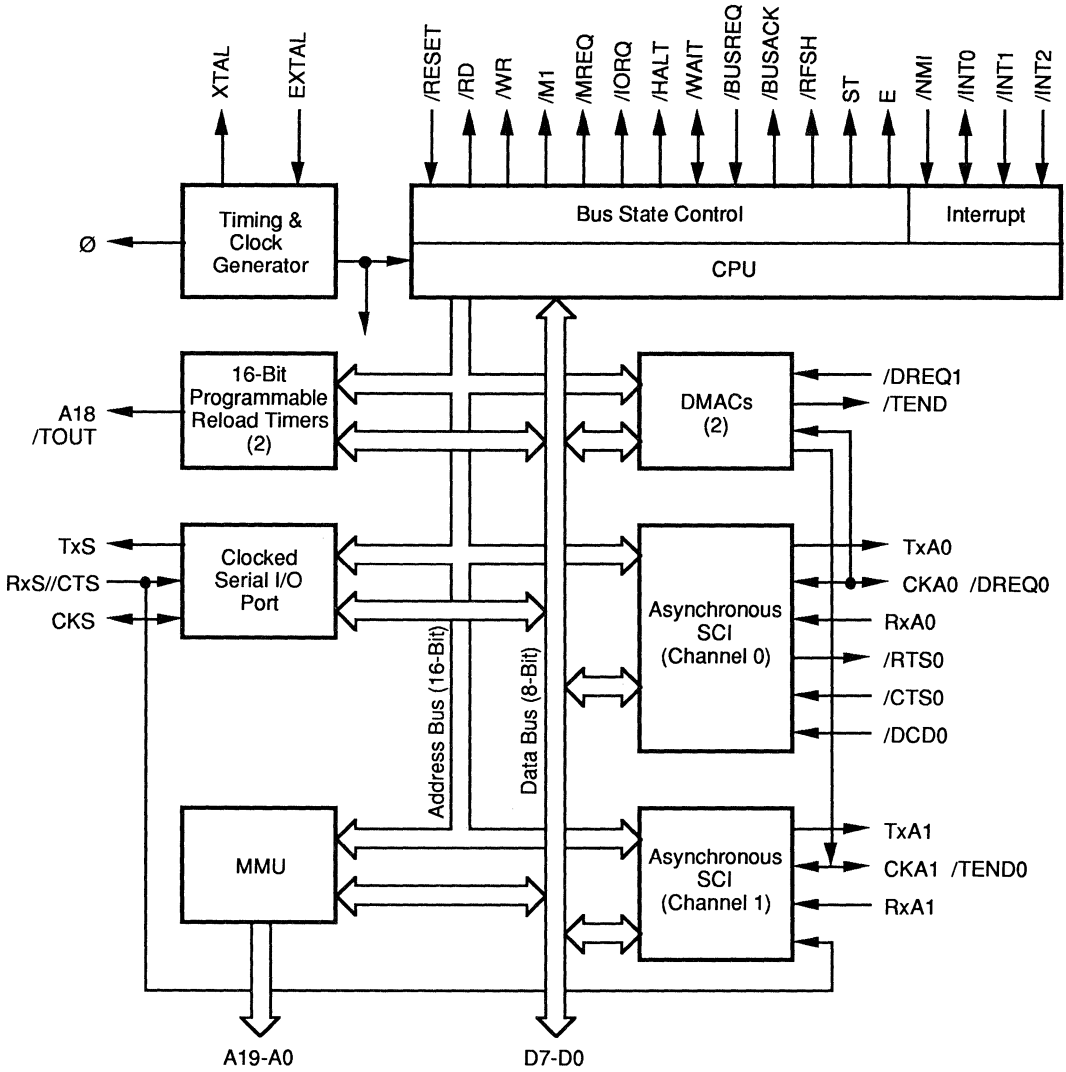 XTAL
EXTAL
/RESET
/RD
/WR
/M1
/MREQ
/IORQ
/HALT
/WAIT
/BUSREQ
/BUSACK
/RFSH
ST
E
/NMI
/INT0
/INT1
/INT2
Timing &
Clock
Generator
Ø
Bus State Control
Interrupt
CPU
16-Bit
Programmable
Reload Timers
(2)
A18
/TOUT
DMACs
(2)
/DREQ1
/TEND
TxS
RxS//CTS
CKS
Clocked
Serial I/O
Port
Address Bus (16-Bit)
Data Bus (8-Bit)
Asynchronous
SCI
(Channel 0)
TxA0
CKA0 /DREQ0
RxA0
/RTS0
/CTS0
/DCD0
MMU
Asynchronous
SCI
(Channel 1)
TxA1
CKA1 /TEND0
RxA1
A19-A0
D7-D0